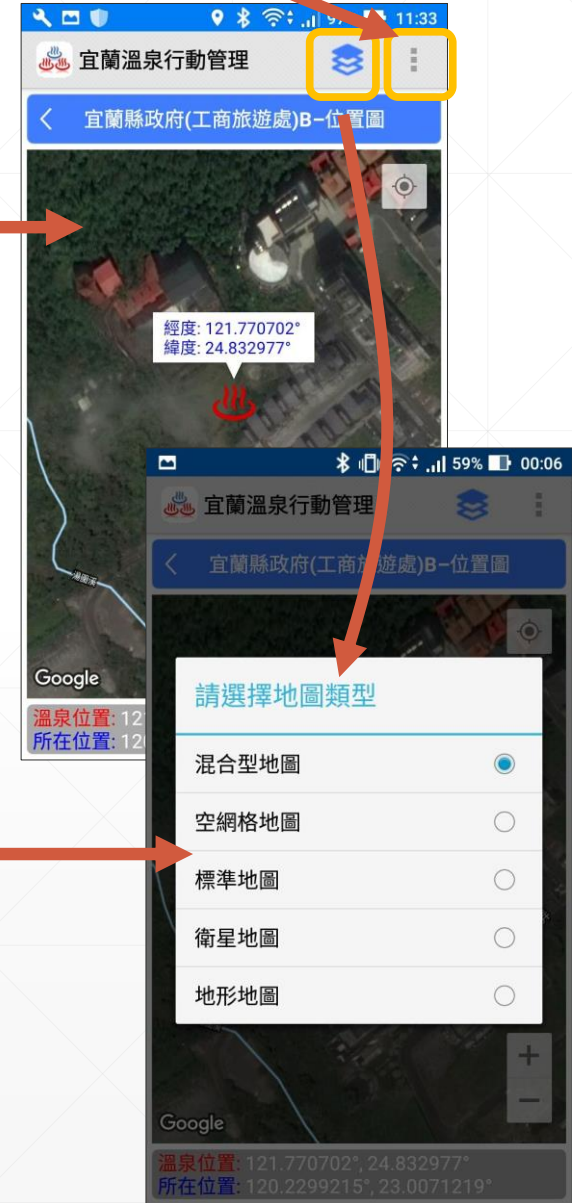 11:33
宜蘭溫泉行動管理
宜蘭縣政府(工商旅遊處)B-位置圖
經度: 121.770702°
緯度: 24.832977°
湯圍溪
Google
溫泉位置: 12
所在位置: 120
59% 00:06
宜蘭溫泉行動管理
宜蘭縣政府(工商旅遊處)B-位置圖
請選擇地圖類型
混合型地圖
空網格地圖
標準地圖
衛星地圖
地形地圖
+
−
Google
溫泉位置: 121.770702°, 24.832977°
所在位置: 120.2299215°, 23.0071219°